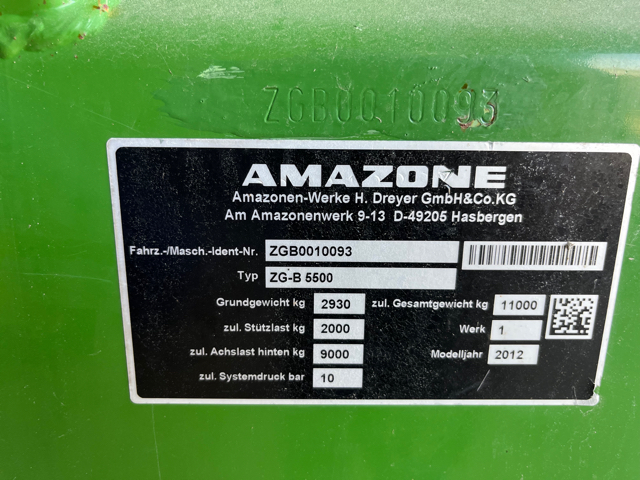 ZGB0010093
AMAZONE
Amazonen-Werke H. Dreyer GmbH&Co.KG
Am Amazonenwerk 9-13 D-49205 Hasbergen
Fahrz.-/Masch.-Ident-Nr. ZGB0010093
Typ ZG-B 5500
Grundgewicht kg 2930 zul. Gesamtgewicht kg 11000
zul. Stützlast kg 2000 Werk 1
zul. Achslast hinten kg 9000 Modelljahr 2012
zul. Systemdruck bar 10